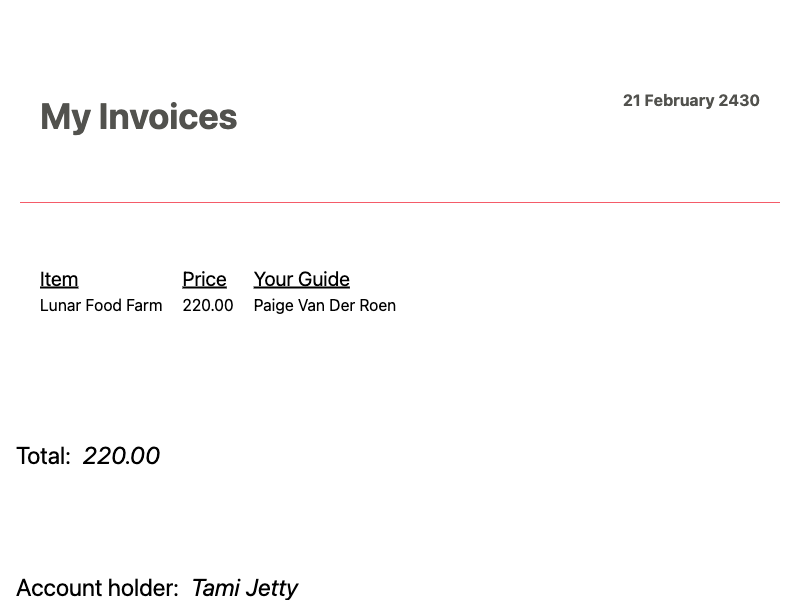 My Invoices
21 February 2430
Item Price Your Guide
Lunar Food Farm 220.00 Paige Van Der Roen
Total: 220.00
Account holder: Tami Jetty